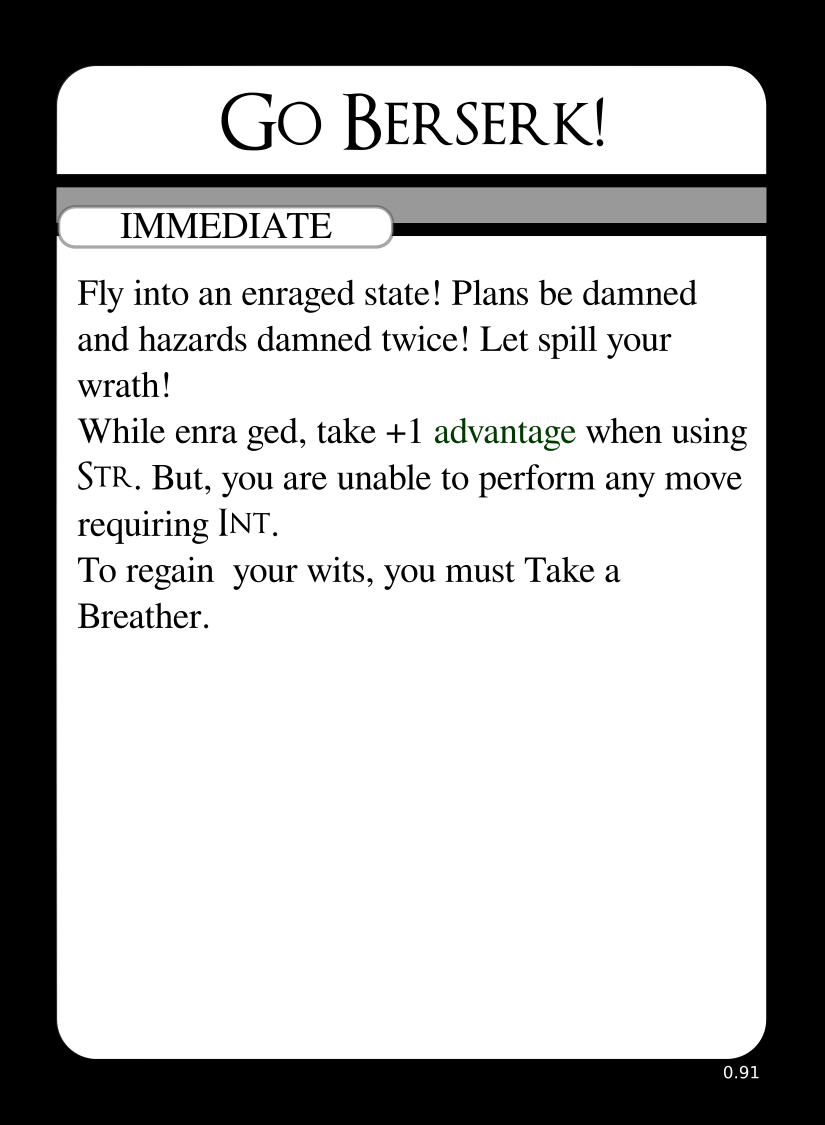 Go Berserk!
IMMEDIATE
Fly into an enraged state! Plans be damned
and hazards damned twice! Let spill your
wrath!
While enra ged, take +1 advantage when using
Str. But, you are unable to perform any move
requiring Int.
To regain  your wits, you must Take a
Breather.
0.91